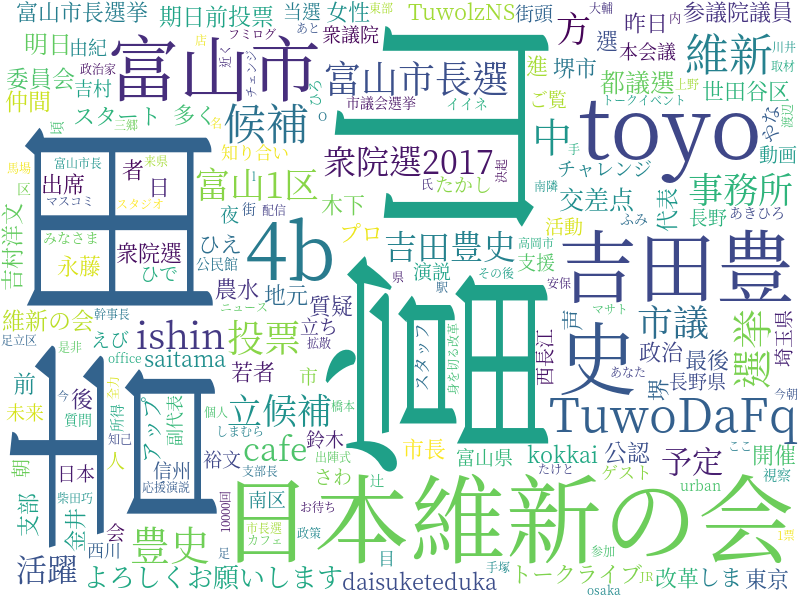 富山市長選挙
期日前投票
当選
女性
TuwolzNS
街頭
参議院議員
東部
大輔
内
明日
由紀
富山市
フミログ
衆議院
方
選
昨日
本会議
維新
川井
取材
委員会
吉村
政治家
店
近く
チェンジ
ひろ
富山市長選
進
堺市
都議選
上野
仲間
スタート
多く
あと
市議会選挙
イイネ
ご覧
トークイベント
世田谷区
渡辺
頃
三郷
名
候補
o
中
手
toyo
やな
動画
馬場
富山市長
来県
知り合い
衆院選2017
チャレンジ
区
出席
者
日
1
富山1区
氏
たかし
決起
南隣
交差点
代表
事務所
マスコミ
スタジオ
夜
街
配信
木下
ふみ
長野
あきひろ
吉村洋文
みなさま
衆院選
ひで
ひえ
公民館
4b
プロ
吉田豊史
高岡市
活動
吉田豊史
永藤
農水
地元
県
演説
その後
支援
安保
維新の会
幹事長
ニュース
質疑
駅
声
マサト
市議
選挙
埼玉県
足立区
えび
ishin
投票
立ち
拡散
スタッフ
身を切る改革
西長江
政治
最後
是非
office
saitama
若者
あなた
堺
長野県
今朝
前
今
全力
個人
橋本
市
未来
質問
知己
所得
アップ
副代表
後
しまむら
立候補
TuwoDaFq
朝
人
支部長
出陣式
鈴木
市長
富山県
kokkai
公認
ここ
日本
信州
裕文
cafe
さわ
辻
たけと
ゲスト
予定
開催
支部
柴田巧
応援演説
お待ち
urban
視察
金井
会
10000回
南区
市長選
カフェ
政策
日本維新の会
1票
西川
豊史
足
目
参加
活躍
よろしくお願いします
daisuketeduka
手塚
トークライブ
JR
osaka
改革
しま
東京